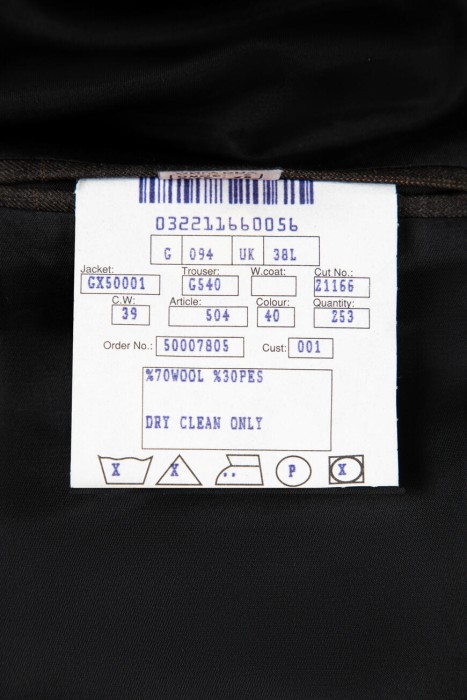 032211660056
G 094 UK 38L
Jacket: Trouser: W.coat: Cut No.:
GX50001 G540 Z1166
C.W: Article: Colour: Quantity:
39 504 40 253
Order No.: 50007805 Cust: 001
%70WOOL %30PES
DRY CLEAN ONLY
X X .. P X